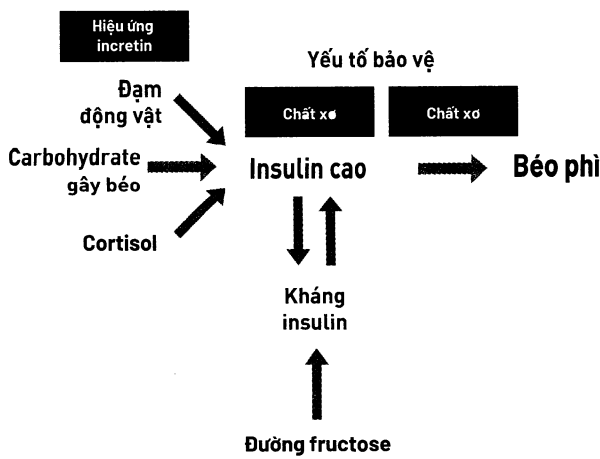 Hiệu ứng
incretin
Yếu tố bảo vệ
Đạm
động vật
Chất xơ
Chất xơ
Carbohydrate
gây béo
Insulin cao
Béo phì
Cortisol
Kháng
insulin
Đường fructose